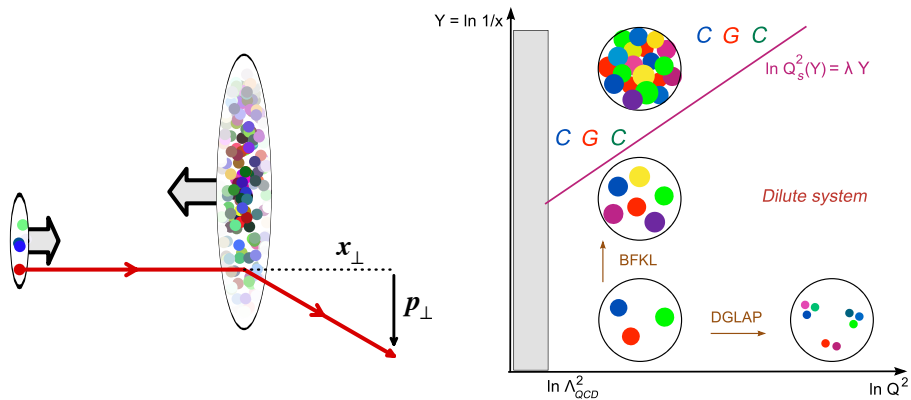 x⊥
p⊥
Y = ln 1/x
C G C
ln Q²ₛ(Y) = λ Y
C G C
Dilute system
BFKL
DGLAP
ln Λ²QCD
ln Q²